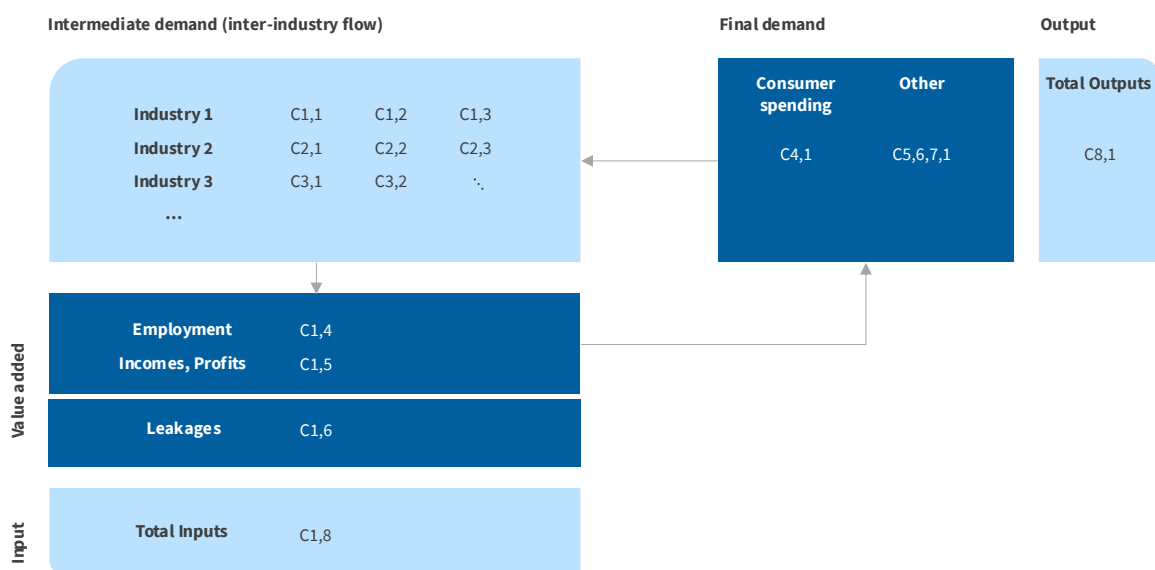 Intermediate demand (inter-industry flow)
Final demand
Output
Industry 1 C1,1 C1,2 C1,3
Industry 2 C2,1 C2,2 C2,3
Industry 3 C3,1 C3,2 ⋱
...
Consumer
spending
Other
C4,1 C5,6,7,1
Total Outputs
C8,1
Value added
Employment C1,4
Incomes, Profits C1,5
Leakages C1,6
Input
Total Inputs C1,8